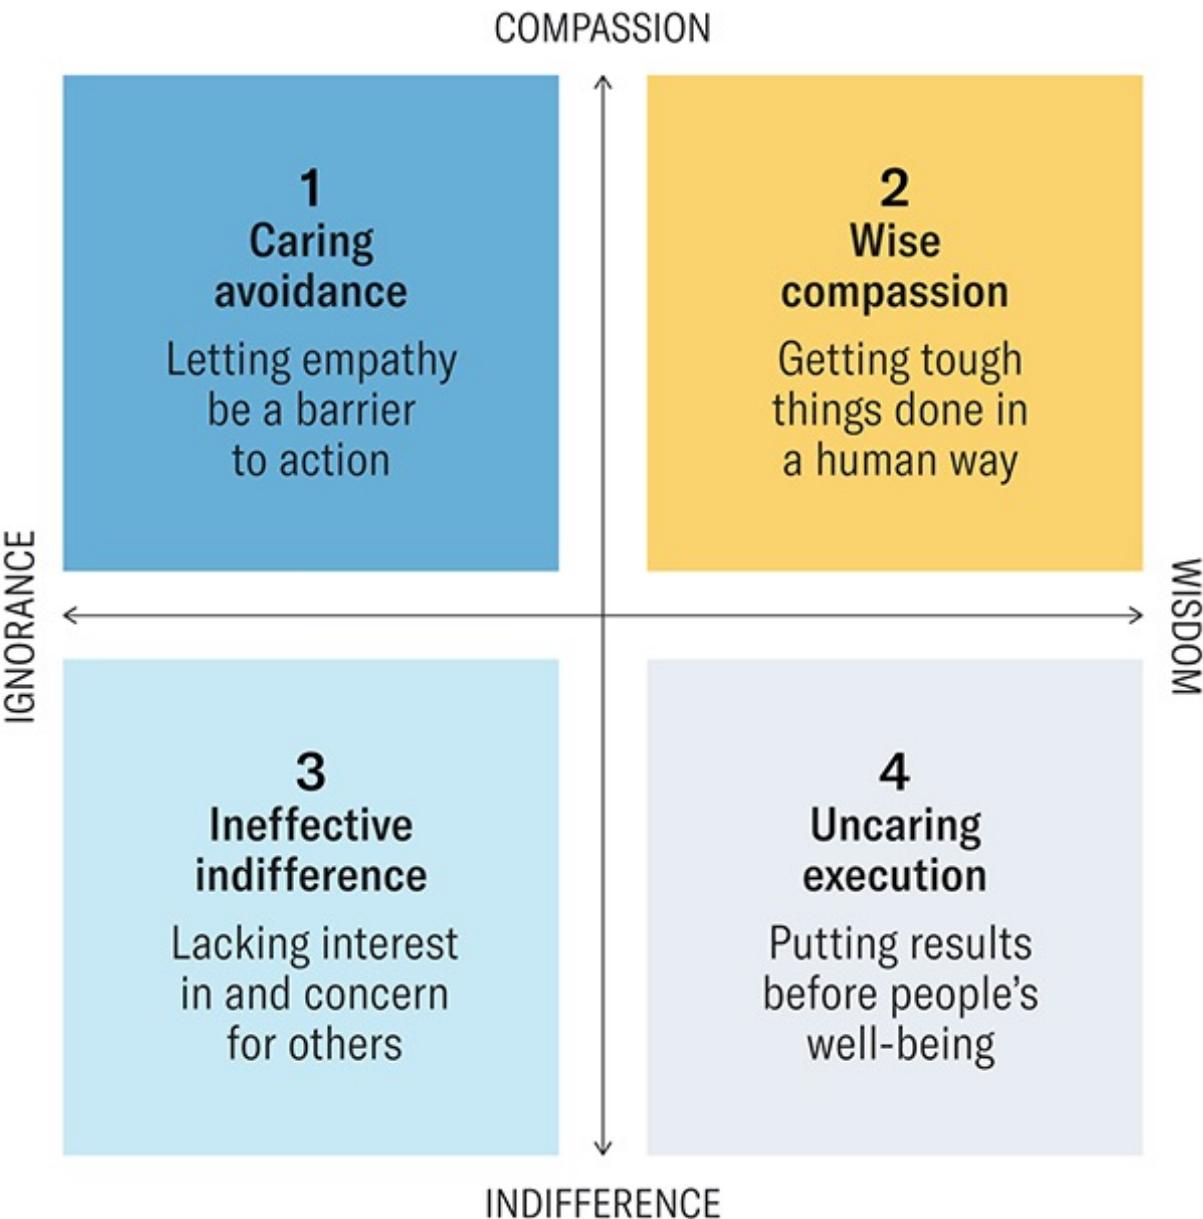 COMPASSION
1
Caring
avoidance
Letting empathy
be a barrier
to action
2
Wise
compassion
Getting tough
things done in
a human way
IGNORANCE
WISDOM
3
Ineffective
indifference
Lacking interest
in and concern
for others
4
Uncaring
execution
Putting results
before people’s
well-being
INDIFFERENCE